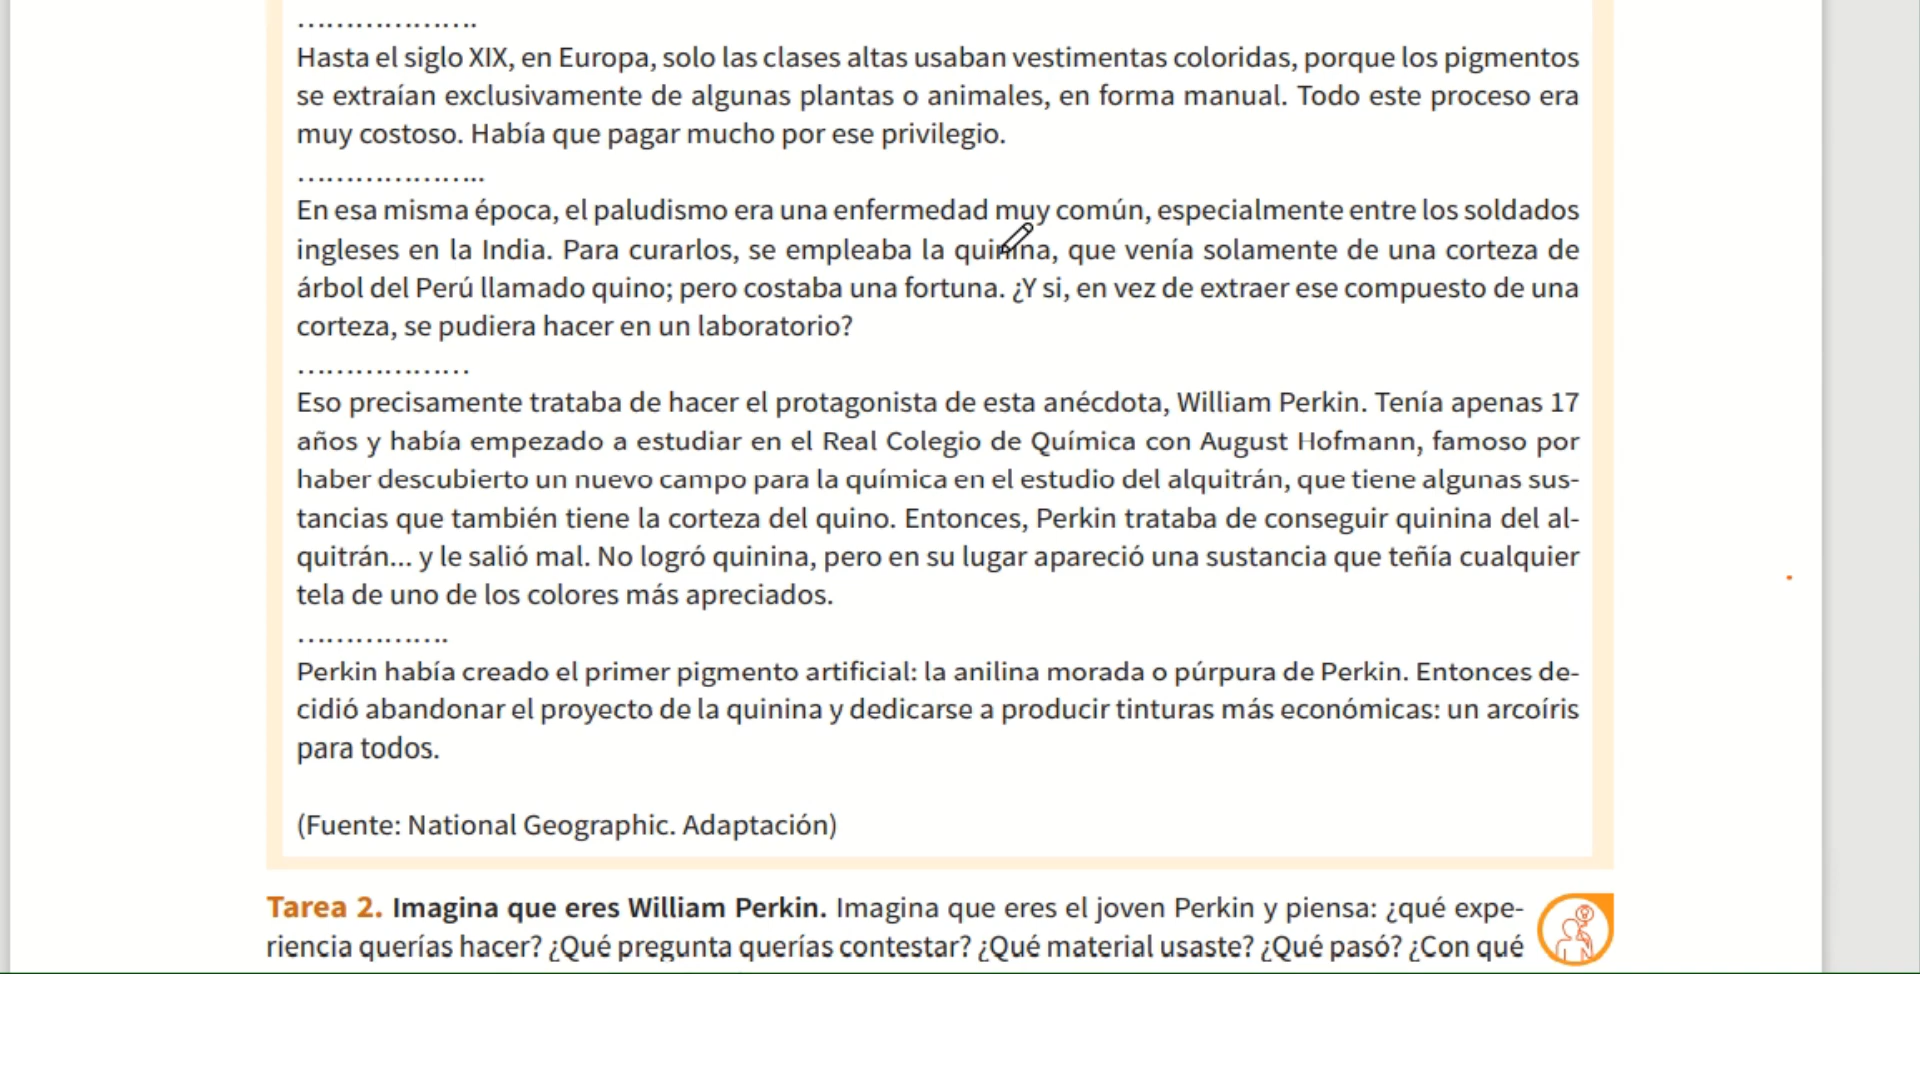 ……………….
Hasta el siglo XIX, en Europa, solo las clases altas usaban vestimentas coloridas, porque los pigmentos
se extraían exclusivamente de algunas plantas o animales, en forma manual. Todo este proceso era
muy costoso. Había que pagar mucho por ese privilegio.
………………..
En esa misma época, el paludismo era una enfermedad muy común, especialmente entre los soldados
ingleses en la India. Para curarlos, se empleaba la quinina, que venía solamente de una corteza de
árbol del Perú llamado quino; pero costaba una fortuna. ¿Y si, en vez de extraer ese compuesto de una
corteza, se pudiera hacer en un laboratorio?
………………
Eso precisamente trataba de hacer el protagonista de esta anécdota, William Perkin. Tenía apenas 17
años y había empezado a estudiar en el Real Colegio de Química con August Hofmann, famoso por
haber descubierto un nuevo campo para la química en el estudio del alquitrán, que tiene algunas sus-
tancias que también tiene la corteza del quino. Entonces, Perkin trataba de conseguir quinina del al-
quitrán... y le salió mal. No logró quinina, pero en su lugar apareció una sustancia que teñía cualquier
tela de uno de los colores más apreciados.
…………….
Perkin había creado el primer pigmento artificial: la anilina morada o púrpura de Perkin. Entonces de-
cidió abandonar el proyecto de la quinina y dedicarse a producir tinturas más económicas: un arcoíris
para todos.
(Fuente: National Geographic. Adaptación)
Tarea 2. Imagina que eres William Perkin. Imagina que eres el joven Perkin y piensa: ¿qué expe-
riencia querías hacer? ¿Qué pregunta querías contestar? ¿Qué material usaste? ¿Qué pasó? ¿Con qué